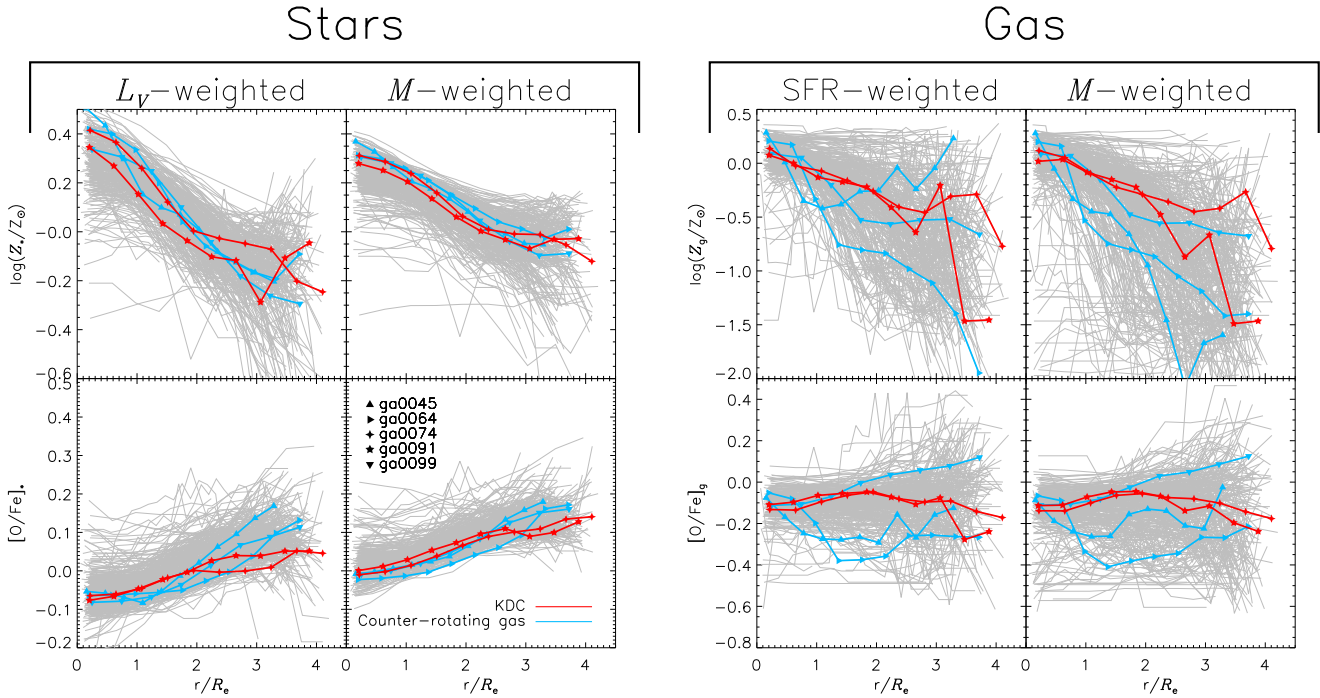 Stars
Gas
L_V-weighted
M-weighted
SFR-weighted
M-weighted
log(Z*/Z⊙)
0.4
0.2
-0.0
-0.2
-0.4
-0.6
log(Zg/Z⊙)
0.5
0.0
-0.5
-1.0
-1.5
-2.0
[O/Fe]*
0.5
0.4
0.3
0.2
0.1
0.0
-0.1
-0.2
ga0045
ga0064
ga0074
ga0091
ga0099
KDC
Counter-rotating gas
[O/Fe]g
0.4
0.2
-0.0
-0.2
-0.4
-0.6
-0.8
0 1 2 3 4
0 1 2 3 4
0 1 2 3 4
0 1 2 3 4
r/Re
r/Re
r/Re
r/Re